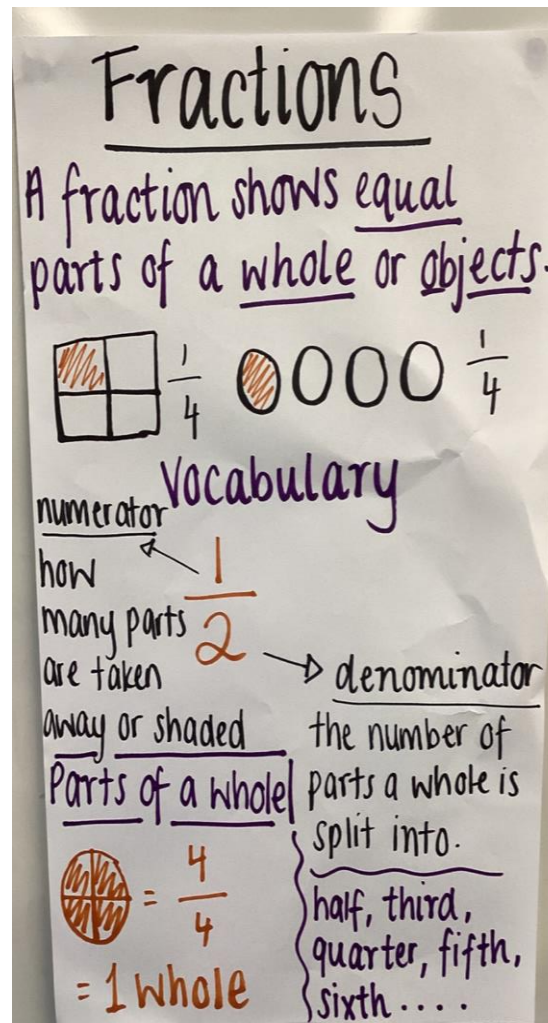 Fractions
A fraction shows equal
parts of a whole or objects.
1/4
1/4
Vocabulary
numerator
how
many parts
are taken
away or shaded
1/2
denominator
the number of
parts a whole is
split into.
Parts of a whole
= 4/4
= 1 whole
half, third,
quarter, fifth,
sixth ....